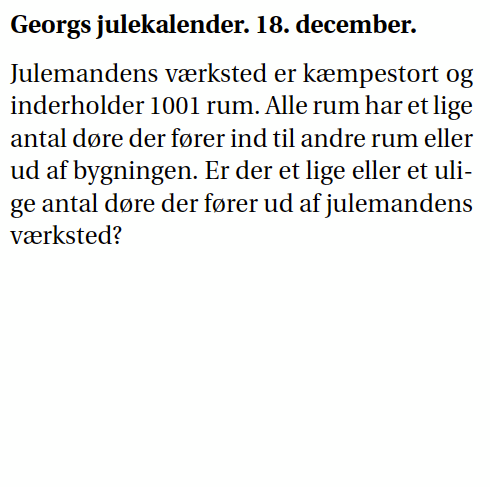 Georgs julekalender. 18. december.
Julemandens værksted er kæmpestort og
inderholder 1001 rum. Alle rum har et lige
antal døre der fører ind til andre rum eller
ud af bygningen. Er der et lige eller et uli-
ge antal døre der fører ud af julemandens
værksted?